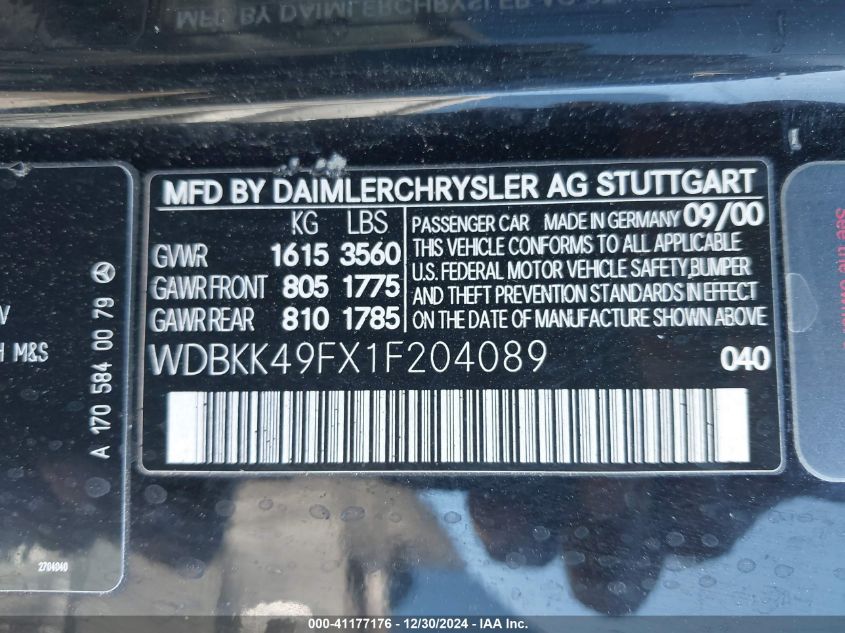 MFD BY DAIMLERCHRYSLER AG STUTTGART
KG LBS
GVWR 1615 3560
GAWR FRONT 805 1775
GAWR REAR 810 1785
PASSENGER CAR MADE IN GERMANY 09/00
THIS VEHICLE CONFORMS TO ALL APPLICABLE
U.S. FEDERAL MOTOR VEHICLE SAFETY, BUMPER
AND THEFT PREVENTION STANDARDS IN EFFECT
ON THE DATE OF MANUFACTURE SHOWN ABOVE
WDBKK49FX1F204089 040
A 170 584 00 79
M&S
2704040
See the
000-41177176 - 12/30/2024 - IAA Inc.